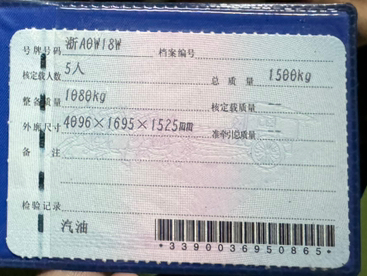 号牌号码 浙A0W18W 档案编号
核定载人数 5人 总质量 1500kg
整备质量 1080kg 核定载质量 --
外廓尺寸 4096×1695×1525mm 准牵引总质量 --
备注
检验记录
汽油
*3390036950865*